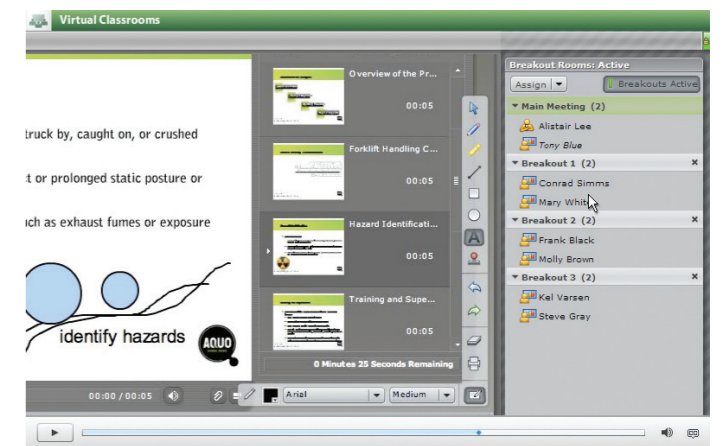 Virtual Classrooms
truck by, caught on, or crushed
t or prolonged static posture or
uch as exhaust fumes or exposure
identify hazards
AQUO
00:00 / 00:05
Overview of the Pr...
00:05
Forklift Handling C...
00:05
Hazard Identificati...
00:05
Training and Supe...
00:05
0 Minutes 25 Seconds Remaining
A
Arial
Medium
Breakout Rooms: Active
Assign
Breakouts Active
Main Meeting (2)
Alistair Lee
Tony Blue
Breakout 1 (2)
Conrad Simms
Mary White
Breakout 2 (2)
Frank Black
Molly Brown
Breakout 3 (2)
Kel Varsen
Steve Gray